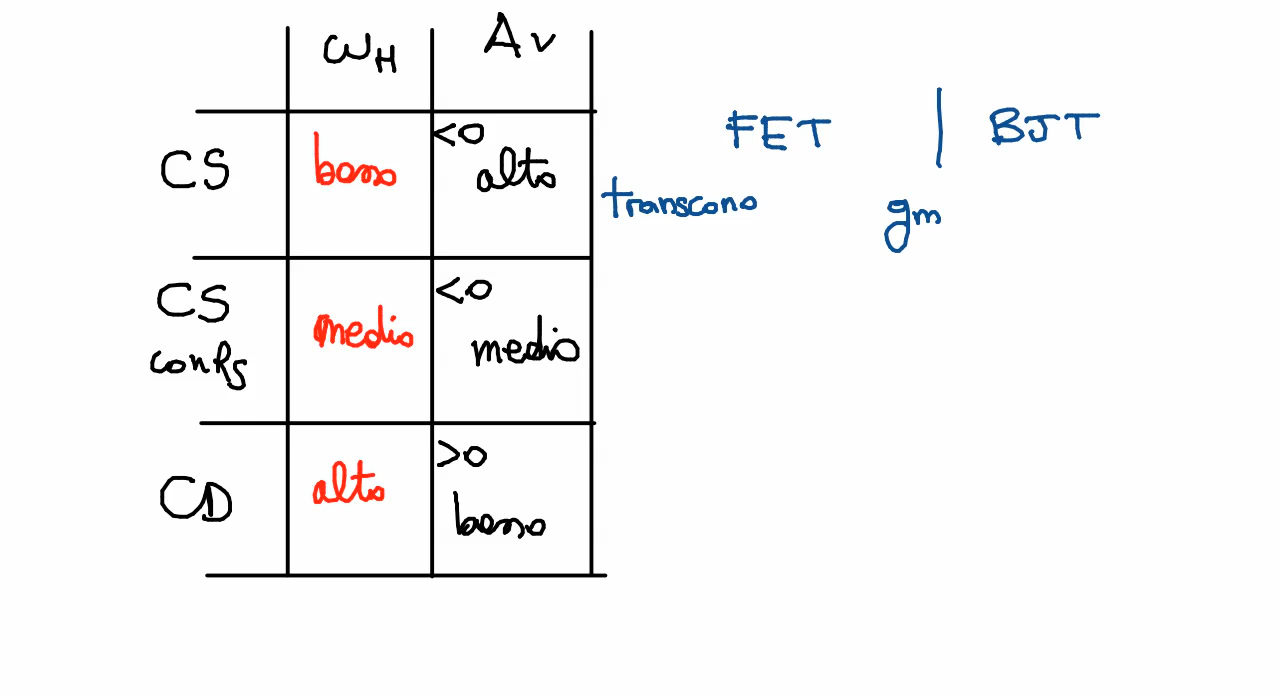 ωH Av
CS basso <0 alto
CS con Rs medio <0 medio
CD alto >0 basso
FET | BJT
transcono gm